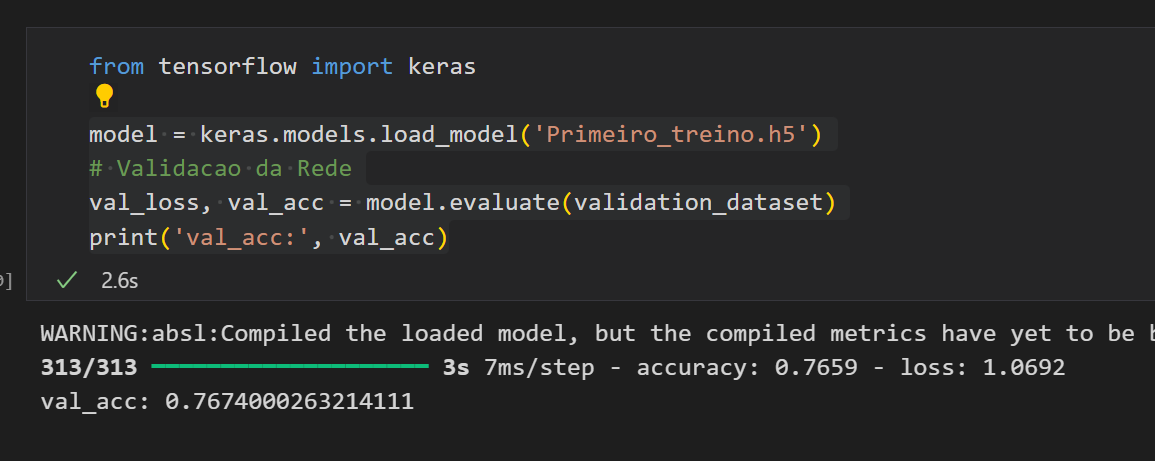 from tensorflow import keras
model = keras.models.load_model('Primeiro_treino.h5')
# Validacao da Rede
val_loss, val_acc = model.evaluate(validation_dataset)
print('val_acc:', val_acc)
]
2.6s
WARNING:absl:Compiled the loaded model, but the compiled metrics have yet to be
313/313 3s 7ms/step - accuracy: 0.7659 - loss: 1.0692
val_acc: 0.7674000263214111